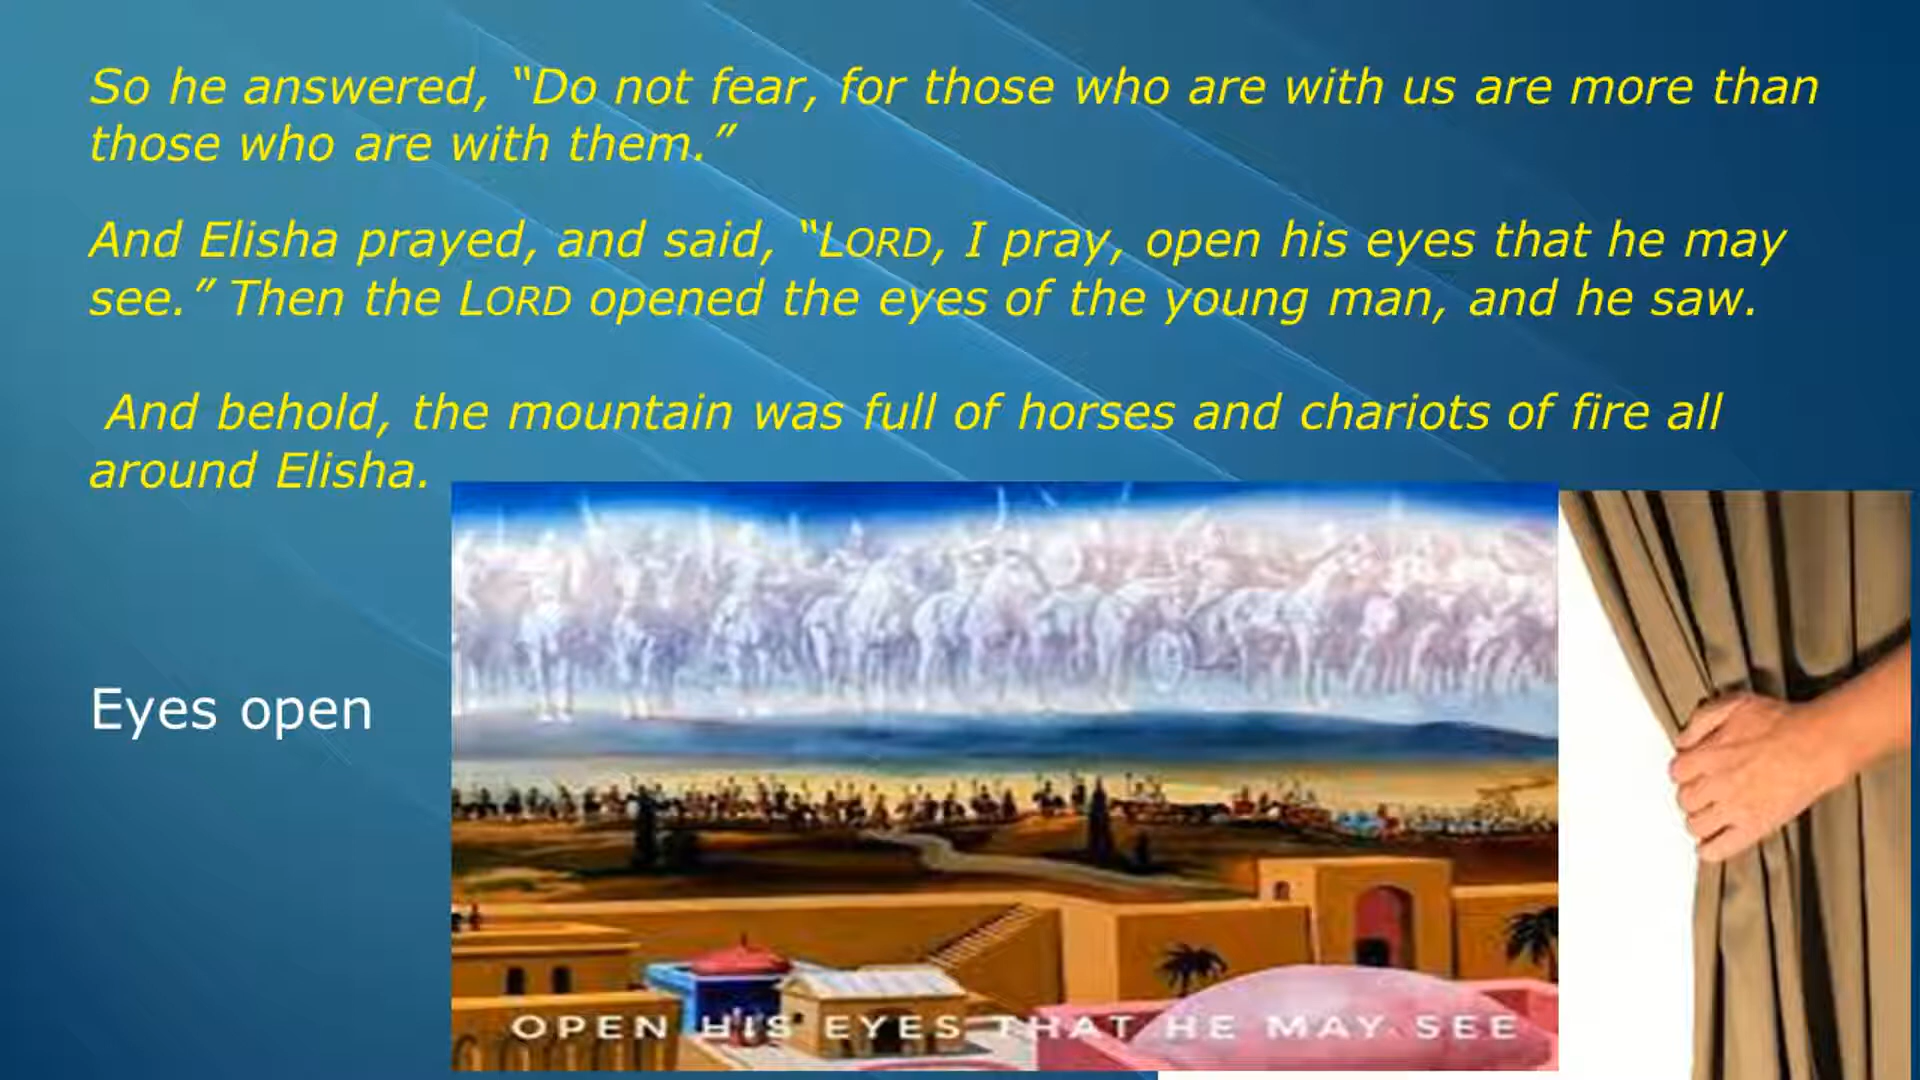 So he answered, “Do not fear, for those who are with us are more than
those who are with them.”
And Elisha prayed, and said, “LORD, I pray, open his eyes that he may
see.” Then the LORD opened the eyes of the young man, and he saw.
And behold, the mountain was full of horses and chariots of fire all
around Elisha.
Eyes open
OPEN HIS EYES THAT HE MAY SEE